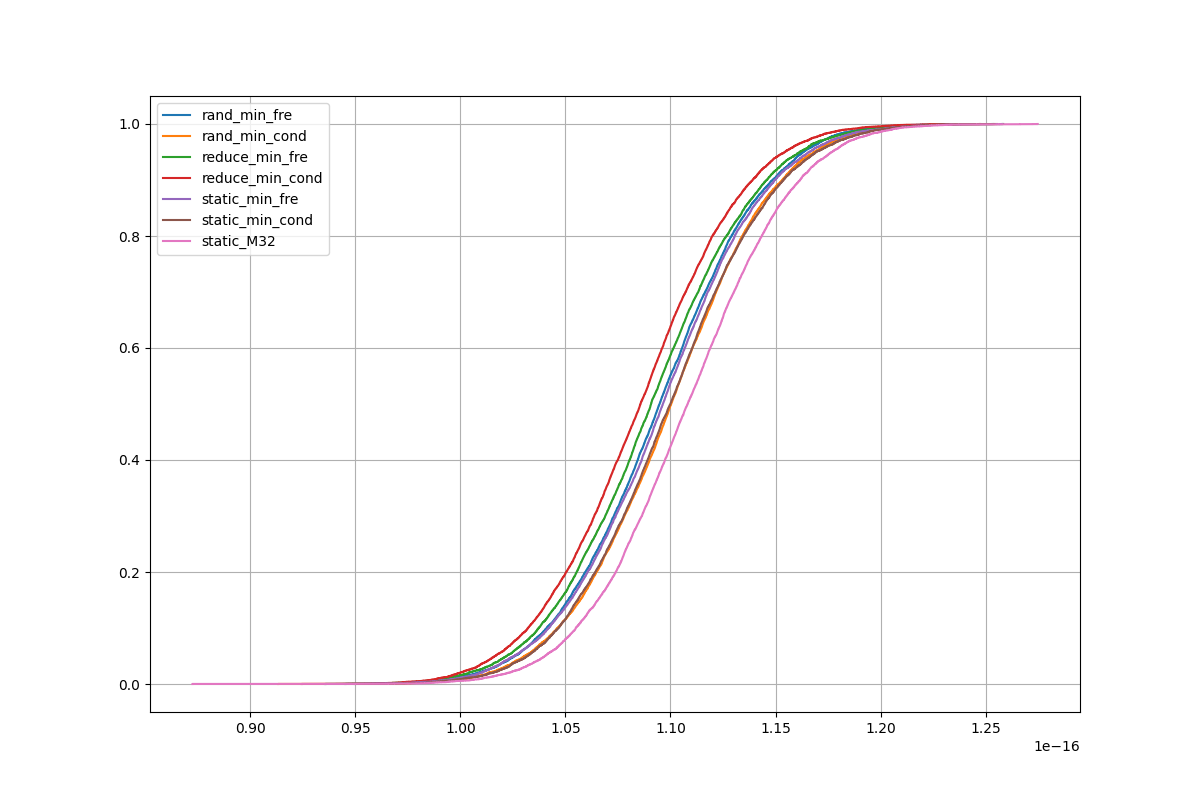 rand_min_fre
rand_min_cond
reduce_min_fre
reduce_min_cond
static_min_fre
static_min_cond
static_M32
1.0
0.8
0.6
0.4
0.2
0.0
0.90 0.95 1.00 1.05 1.10 1.15 1.20 1.25
1e−16